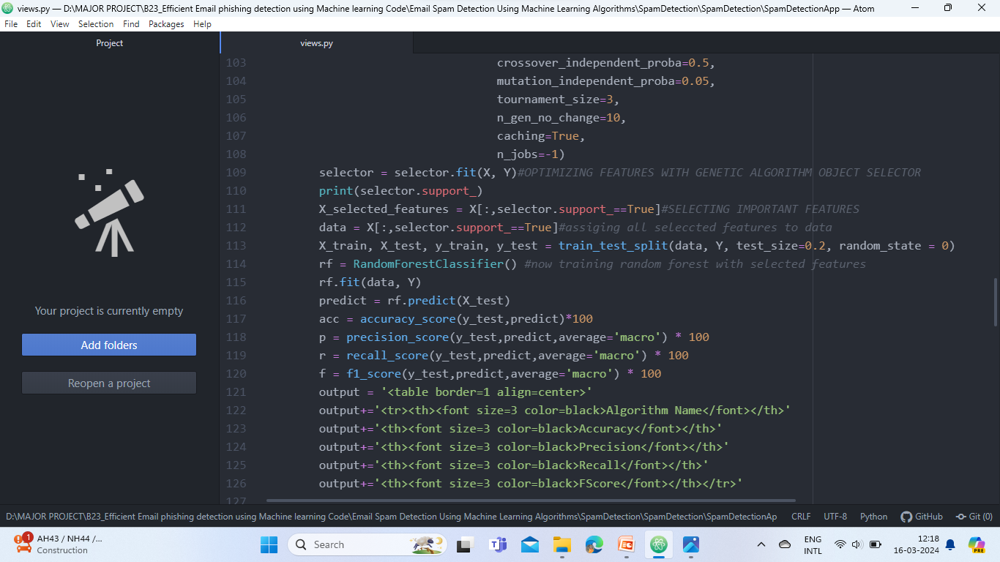 views.py — D:\MAJOR PROJECT\B23_Efficient Email phishing detection using Machine learning Code\Email Spam Detection Using Machine Learning Algorithms\SpamDetection\SpamDetection\SpamDetectionApp — Atom
File Edit View Selection Find Packages Help
Project
views.py
103 crossover_independent_proba=0.5,
104 mutation_independent_proba=0.05,
105 tournament_size=3,
106 n_gen_no_change=10,
107 caching=True,
108 n_jobs=-1)
109 selector = selector.fit(X, Y)#OPTIMIZING FEATURES WITH GENETIC ALGORITHM OBJECT SELECTOR
110 print(selector.support_)
111 X_selected_features = X[:,selector.support_==True]#SELECTING IMPORTANT FEATURES
112 data = X[:,selector.support_==True]#assiging all seleccted features to data
113 X_train, X_test, y_train, y_test = train_test_split(data, Y, test_size=0.2, random_state = 0)
114 rf = RandomForestClassifier() #now training random forest with selected features
115 rf.fit(data, Y)
116 predict = rf.predict(X_test)
117 acc = accuracy_score(y_test,predict)*100
118 p = precision_score(y_test,predict,average='macro') * 100
119 r = recall_score(y_test,predict,average='macro') * 100
120 f = f1_score(y_test,predict,average='macro') * 100
121 output = '<table border=1 align=center>'
122 output+='<tr><th><font size=3 color=black>Algorithm Name</font></th>'
123 output+='<th><font size=3 color=black>Accuracy</font></th>'
124 output+='<th><font size=3 color=black>Precision</font></th>'
125 output+='<th><font size=3 color=black>Recall</font></th>'
126 output+='<th><font size=3 color=black>FScore</font></th></tr>'
127
Your project is currently empty
Add folders
Reopen a project
D:\MAJOR PROJECT\B23_Efficient Email phishing detection using Machine learning Code\Email Spam Detection Using Machine Learning Algorithms\SpamDetection\SpamDetection\SpamDetectionAp CRLF UTF-8 Python GitHub Git (0)
1 AH43 / NH44 /...
Construction
Search
PRE
ENG
INTL
12:18
16-03-2024